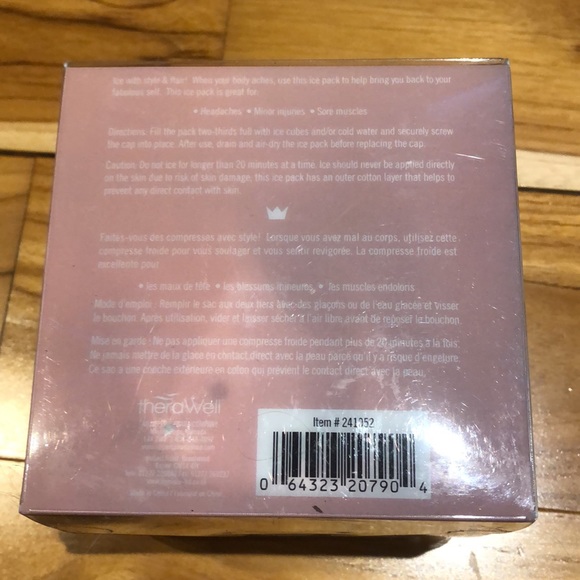 Ice with style & flair! When your body aches, use this ice pack to help bring you back to your
fabulous self. This ice pack is great for:
• Headaches • Minor injuries • Sore muscles
Directions: Fill the pack two-thirds full with ice cubes and/or cold water and securely screw
the cap into place. After use, drain and air-dry the ice pack before replacing the cap.
Caution: Do not ice for longer than 20 minutes at a time. Ice should never be applied directly
on the skin due to risk of skin damage, this ice pack has an outer cotton layer that helps to
prevent any direct contact with skin.
Faites-vous des compresses avec style! Lorsque vous avez mal au corps, utilisez cette
compresse froide pour vous soulager et vous sentir revigorée. La compresse froide est
excellente pour
• les maux de tête • les blessures mineures • les muscles endoloris
Mode d'emploi : Remplir le sac aux deux tiers avec des glaçons ou de l'eau glacée et visser
le bouchon. Après utilisation, vider et laisser sécher à l'air libre avant de reposer le bouchon
Mise en garde : Ne pas appliquer une compresse froide pendant plus de 20 minutes à la fois.
Ne jamais mettre de la glace en contact direct avec la peau parce qu'il y a risque d'engelure.
Ce sac a une couche extérieure en coton qui prévient le contact direct avec la peau.
theraWell
Item # 241352
0 64323 20790 4